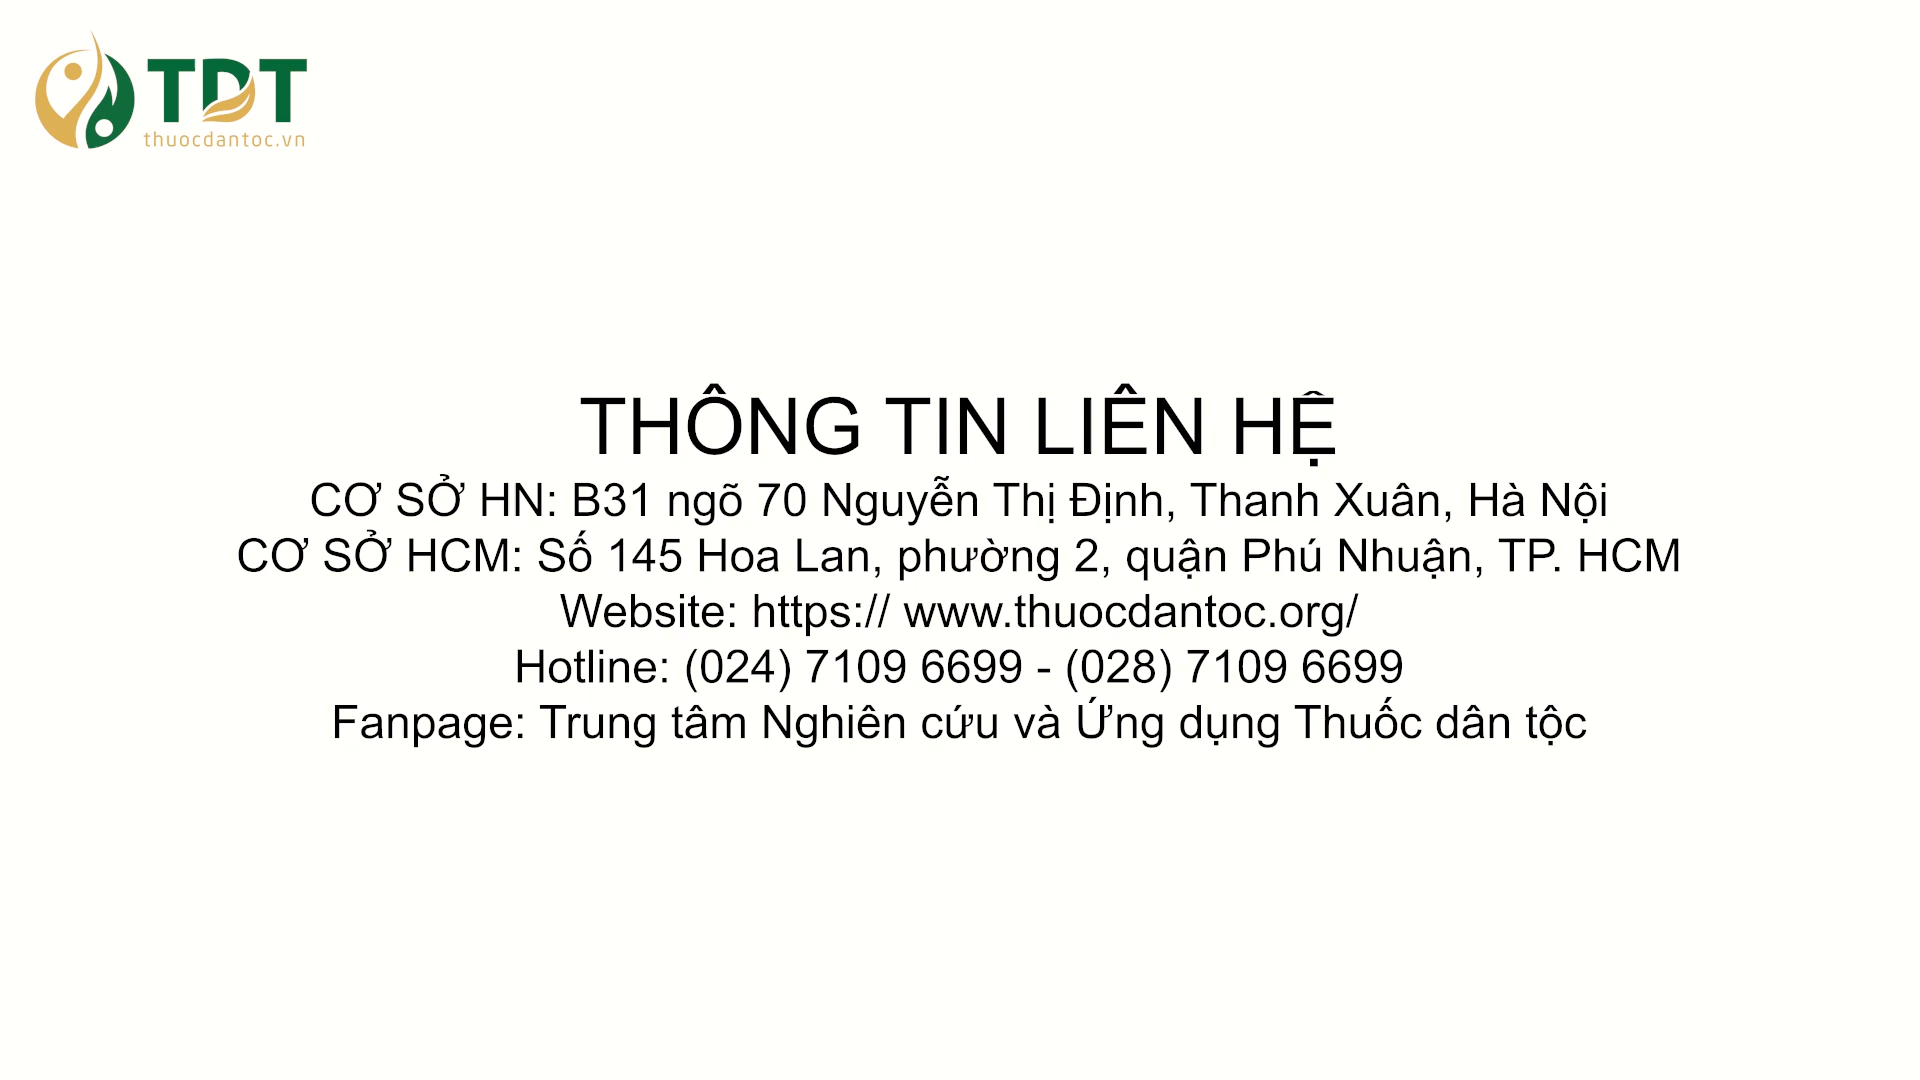 TDT
thuocdantoc.vn
THÔNG TIN LIÊN HỆ
CƠ SỞ HN: B31 ngõ 70 Nguyễn Thị Định, Thanh Xuân, Hà Nội
CƠ SỞ HCM: Số 145 Hoa Lan, phường 2, quận Phú Nhuận, TP. HCM
Website: https:// www.thuocdantoc.org/
Hotline: (024) 7109 6699 - (028) 7109 6699
Fanpage: Trung tâm Nghiên cứu và Ứng dụng Thuốc dân tộc